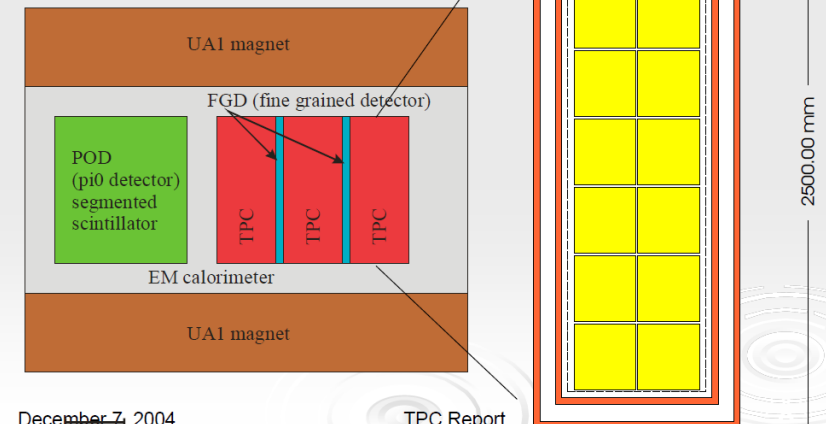 UA1 magnet
FGD (fine grained detector)
POD
(pi0 detector)
segmented
scintillator
TPC
TPC
TPC
EM calorimeter
UA1 magnet
2500.00 mm
December 7, 2004
TPC Report